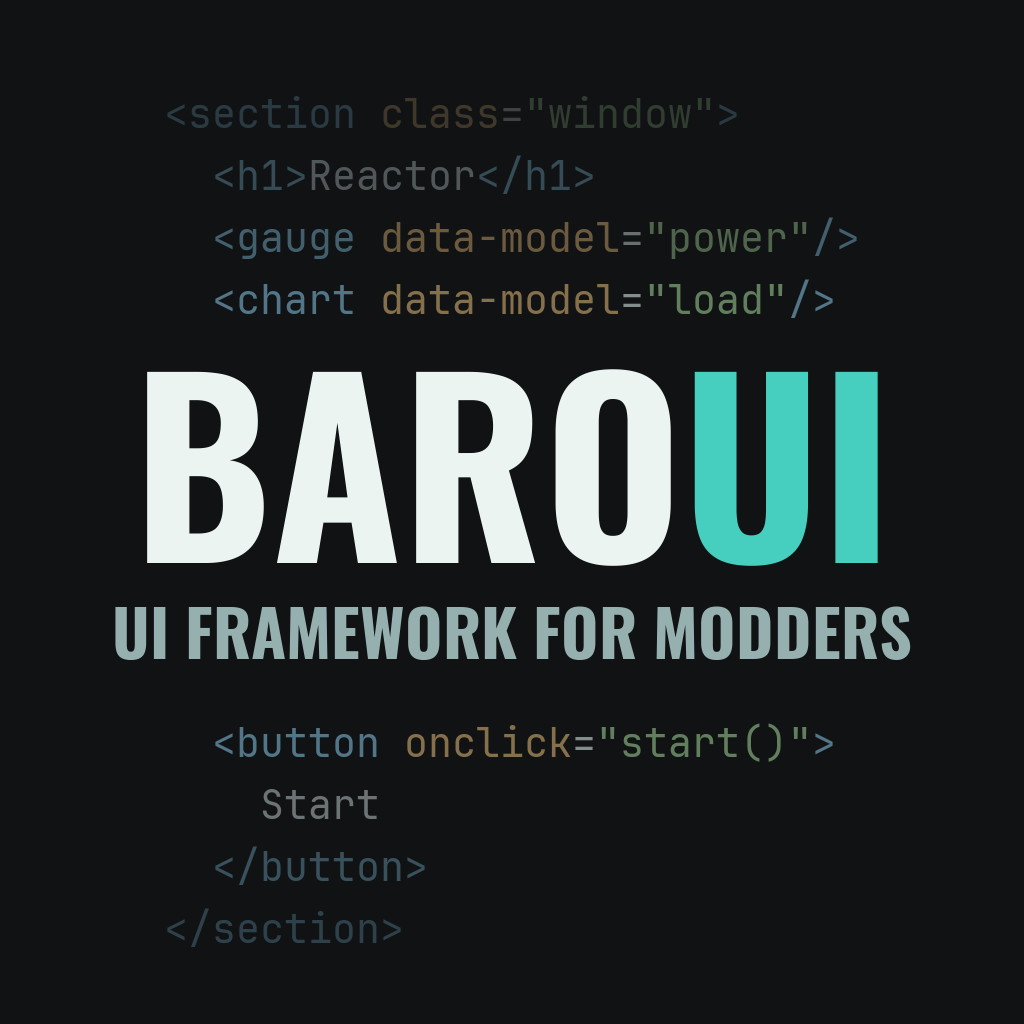 <section class="window">
<h1>Reactor</h1>
<gauge data-model="power"/>
<chart data-model="load"/>
BAROUI
UI FRAMEWORK FOR MODDERS
<button onclick="start()">
Start
</button>
</section>